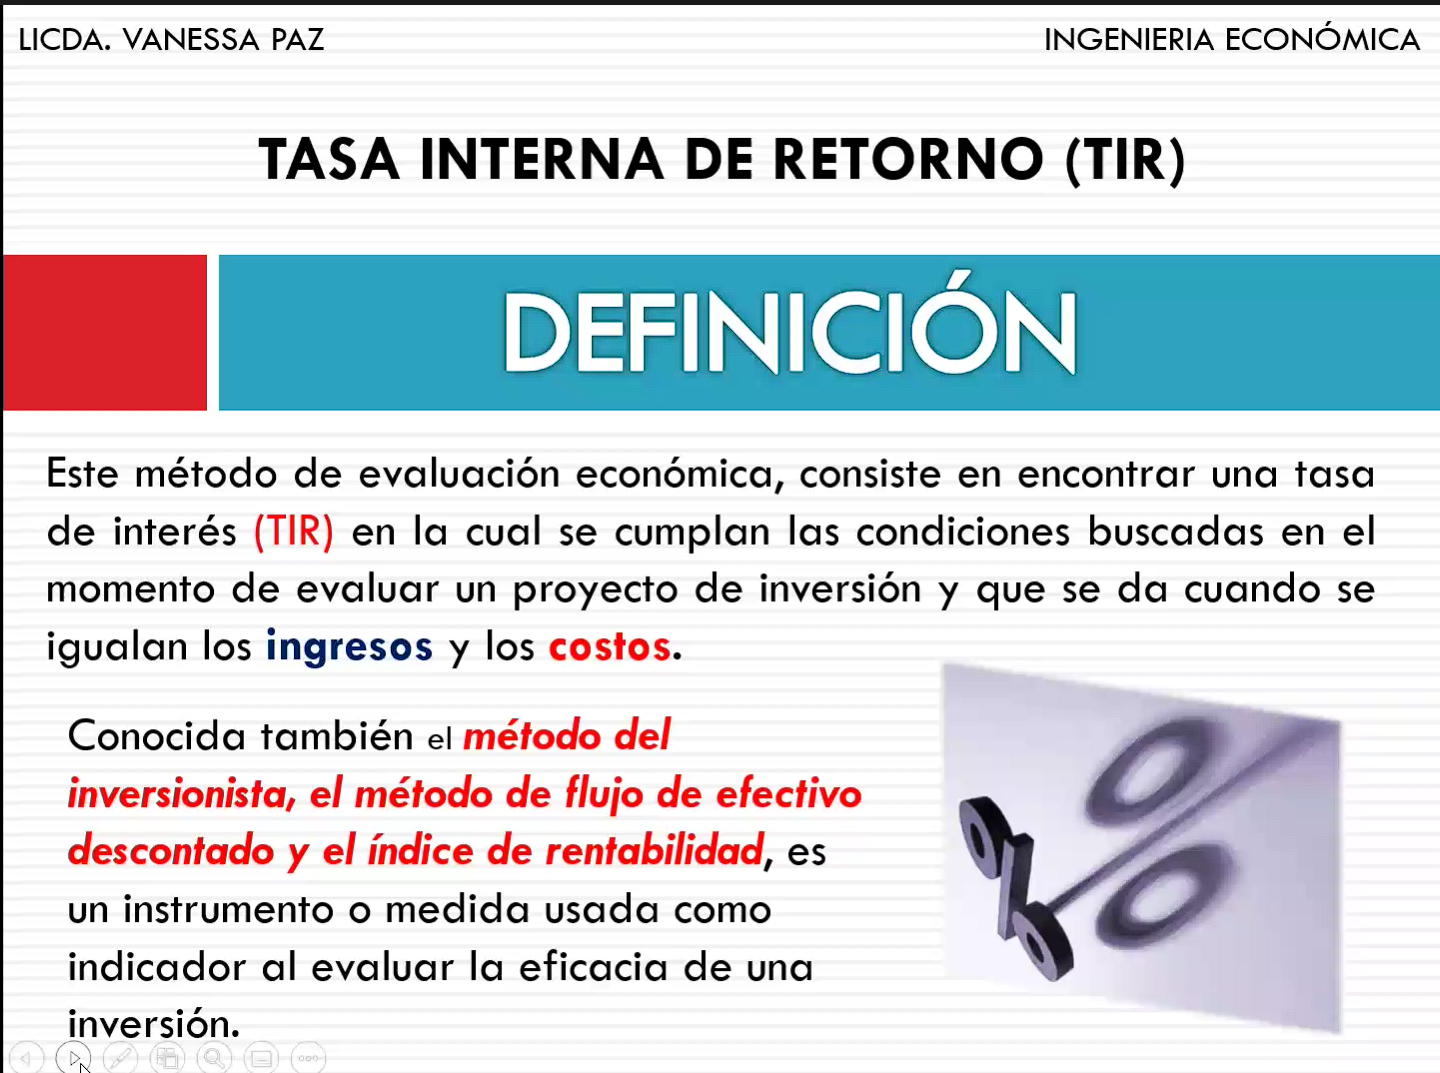 LICDA. VANESSA PAZ
INGENIERIA ECONÓMICA
TASA INTERNA DE RETORNO (TIR)
DEFINICIÓN
Este método de evaluación económica, consiste en encontrar una tasa
de interés (TIR) en la cual se cumplan las condiciones buscadas en el
momento de evaluar un proyecto de inversión y que se da cuando se
igualan los ingresos y los costos.
Conocida también el método del
inversionista, el método de flujo de efectivo
descontado y el índice de rentabilidad, es
un instrumento o medida usada como
indicador al evaluar la eficacia de una
inversión.
%